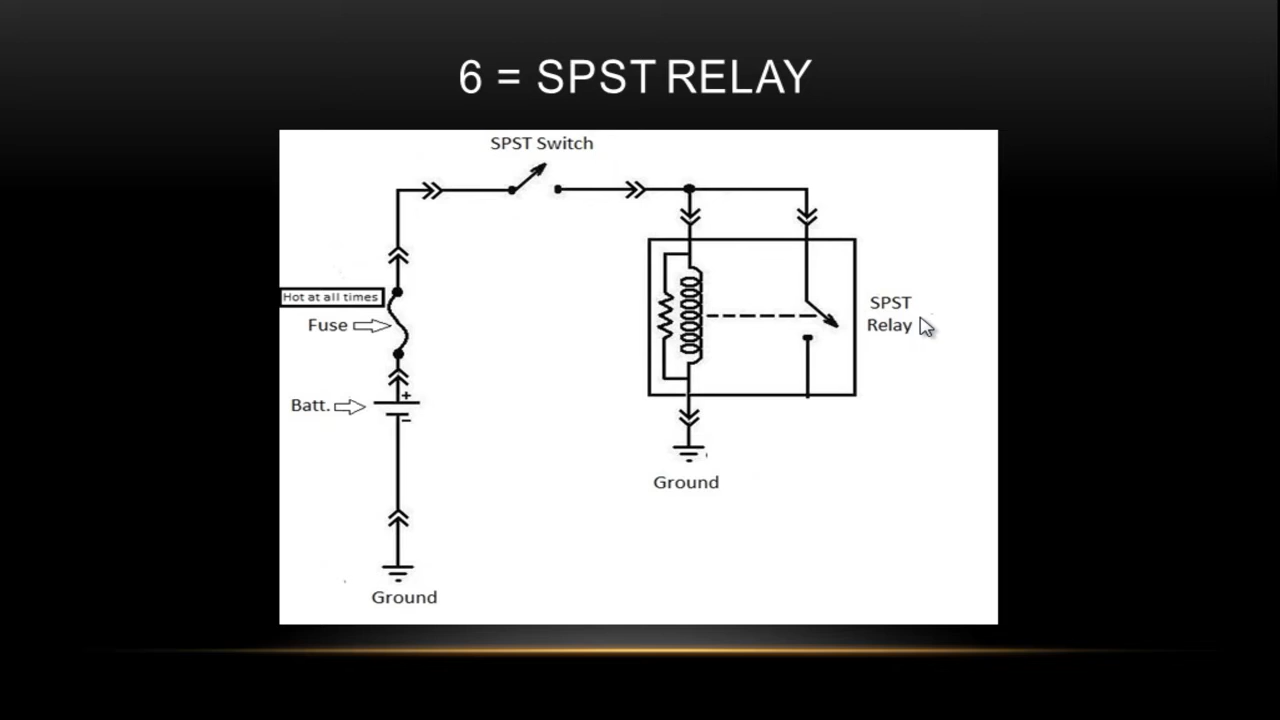 6 = SPST RELAY
SPST Switch
Hot at all times
Fuse
SPST
Relay
Batt.
+
–
Ground
Ground